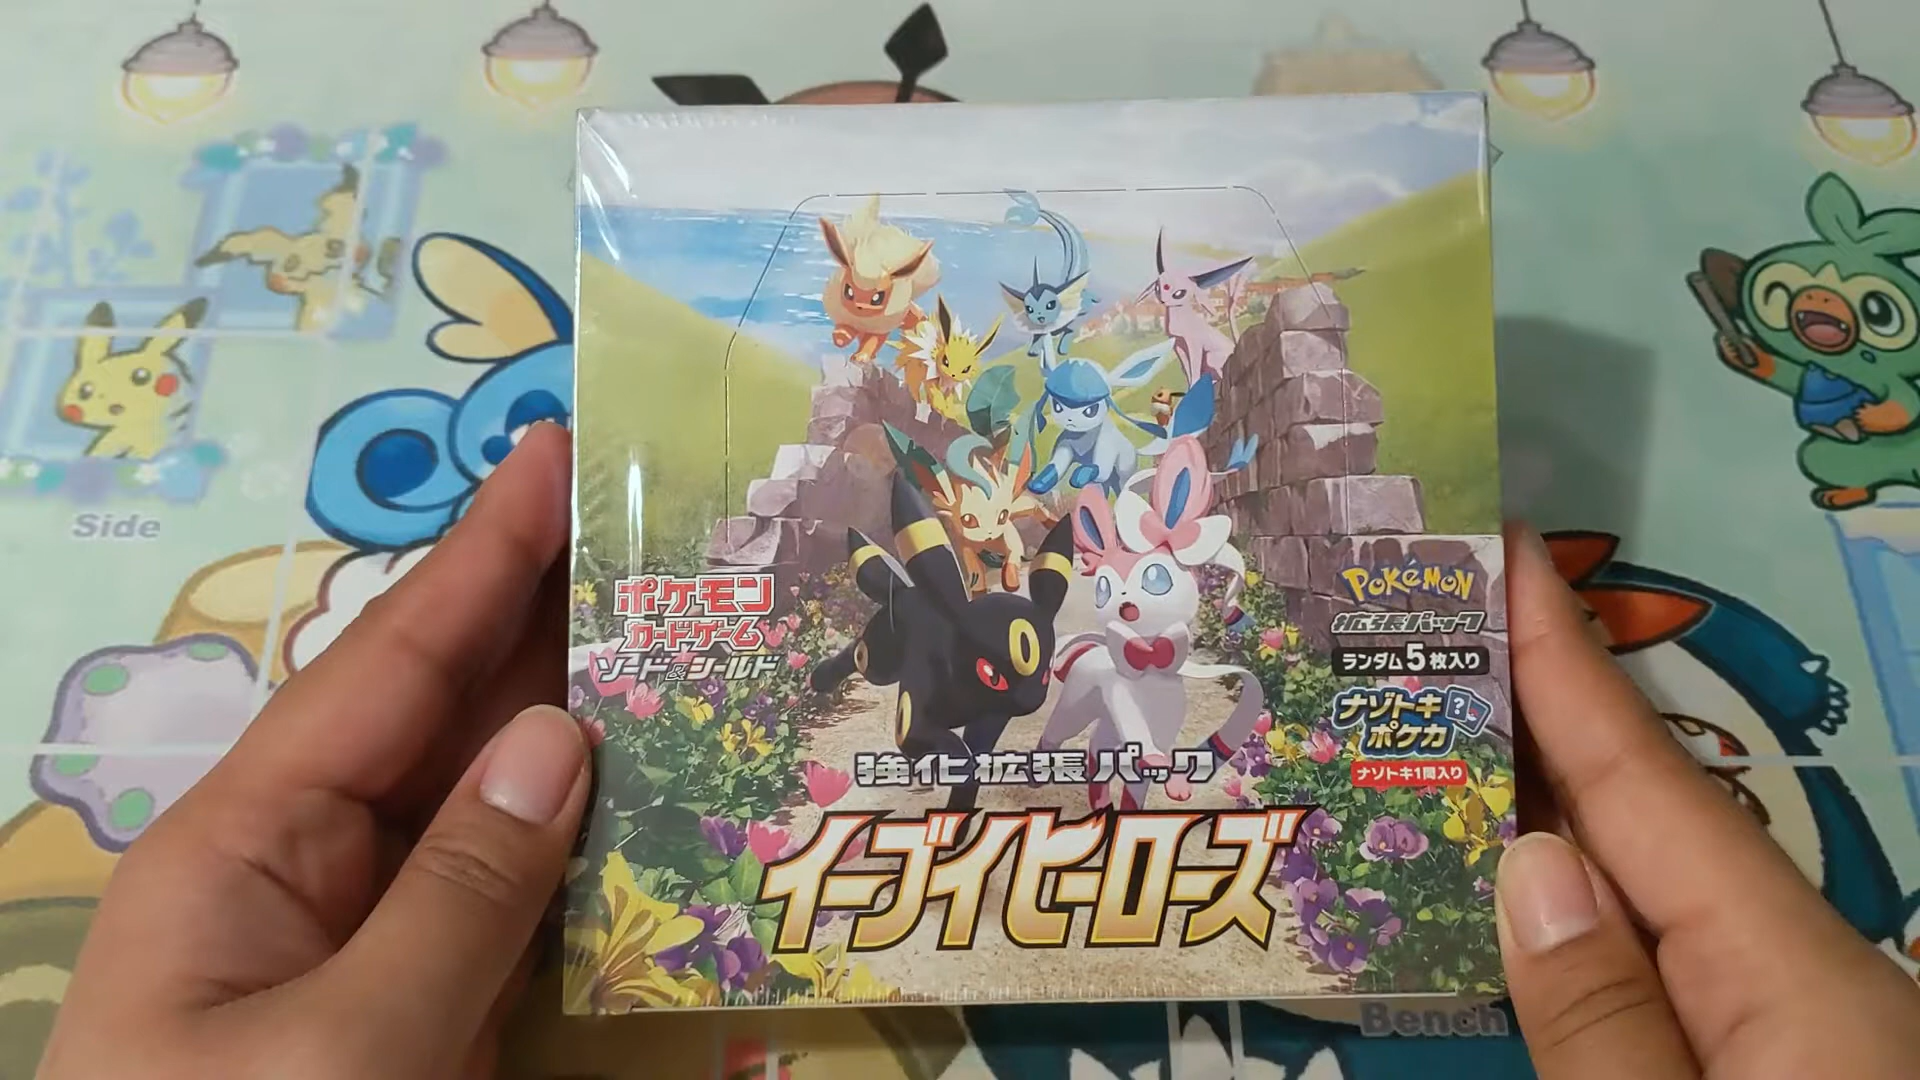 Side
ポケモン
カードゲーム
ソード&シールド
POKéMON
拡張パック
ランダム5枚入り
ナゾトキ
ポケカ
?
ナゾトキ1問入り
強化拡張パック
イーブイヒーローズ
Bench